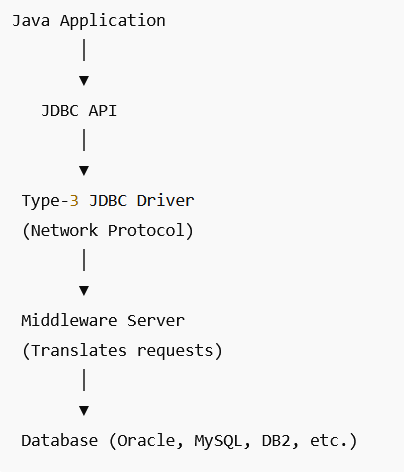 Java Application
JDBC API
Type-3 JDBC Driver
(Network Protocol)
Middleware Server
(Translates requests)
Database (Oracle, MySQL, DB2, etc.)